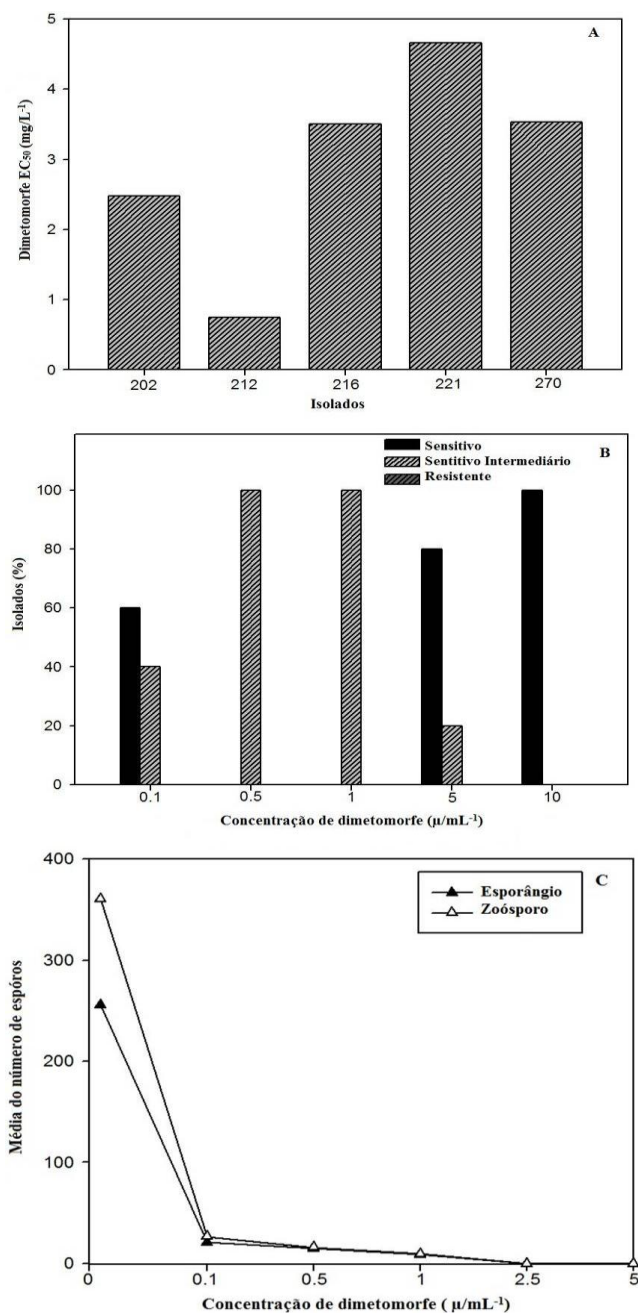 A
Dimetomorfe EC₅₀ (mg/L⁻¹)
5
4
3
2
1
0
202 212 216 221 270
Isolados
Sensitivo
Sentitivo Intermediário
Resistente
B
Isolados (%)
100
80
60
40
20
0
0.1 0.5 1 5 10
Concentração de dimetomorfe (µ/mL⁻¹)
Esporângio
Zoósporo
C
Média do número de espóros
400
300
200
100
0
0 0.1 0.5 1 2.5 5
Concentração de dimetomorfe ( µ/mL⁻¹)